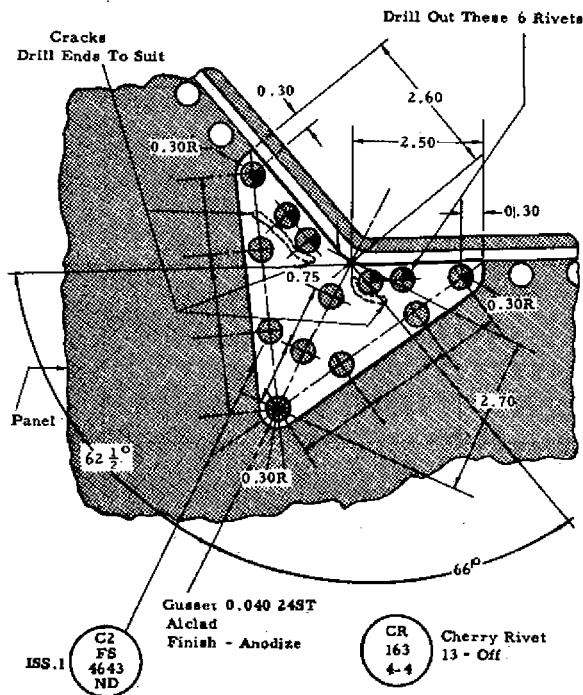 Drill Out These 6 Rivets
Cracks
Drill Ends To Suit
0.30
2.60
2.50
0.30R
0.30
0.75
0.30R
2.70
Panel
62 1/2°
0.30R
66°
Gusset 0.040 24ST
Alclad
Finish - Anodize
ISS.1
C2
FS
4643
ND
CR
163
4-4
Cherry Rivet
13 - Off